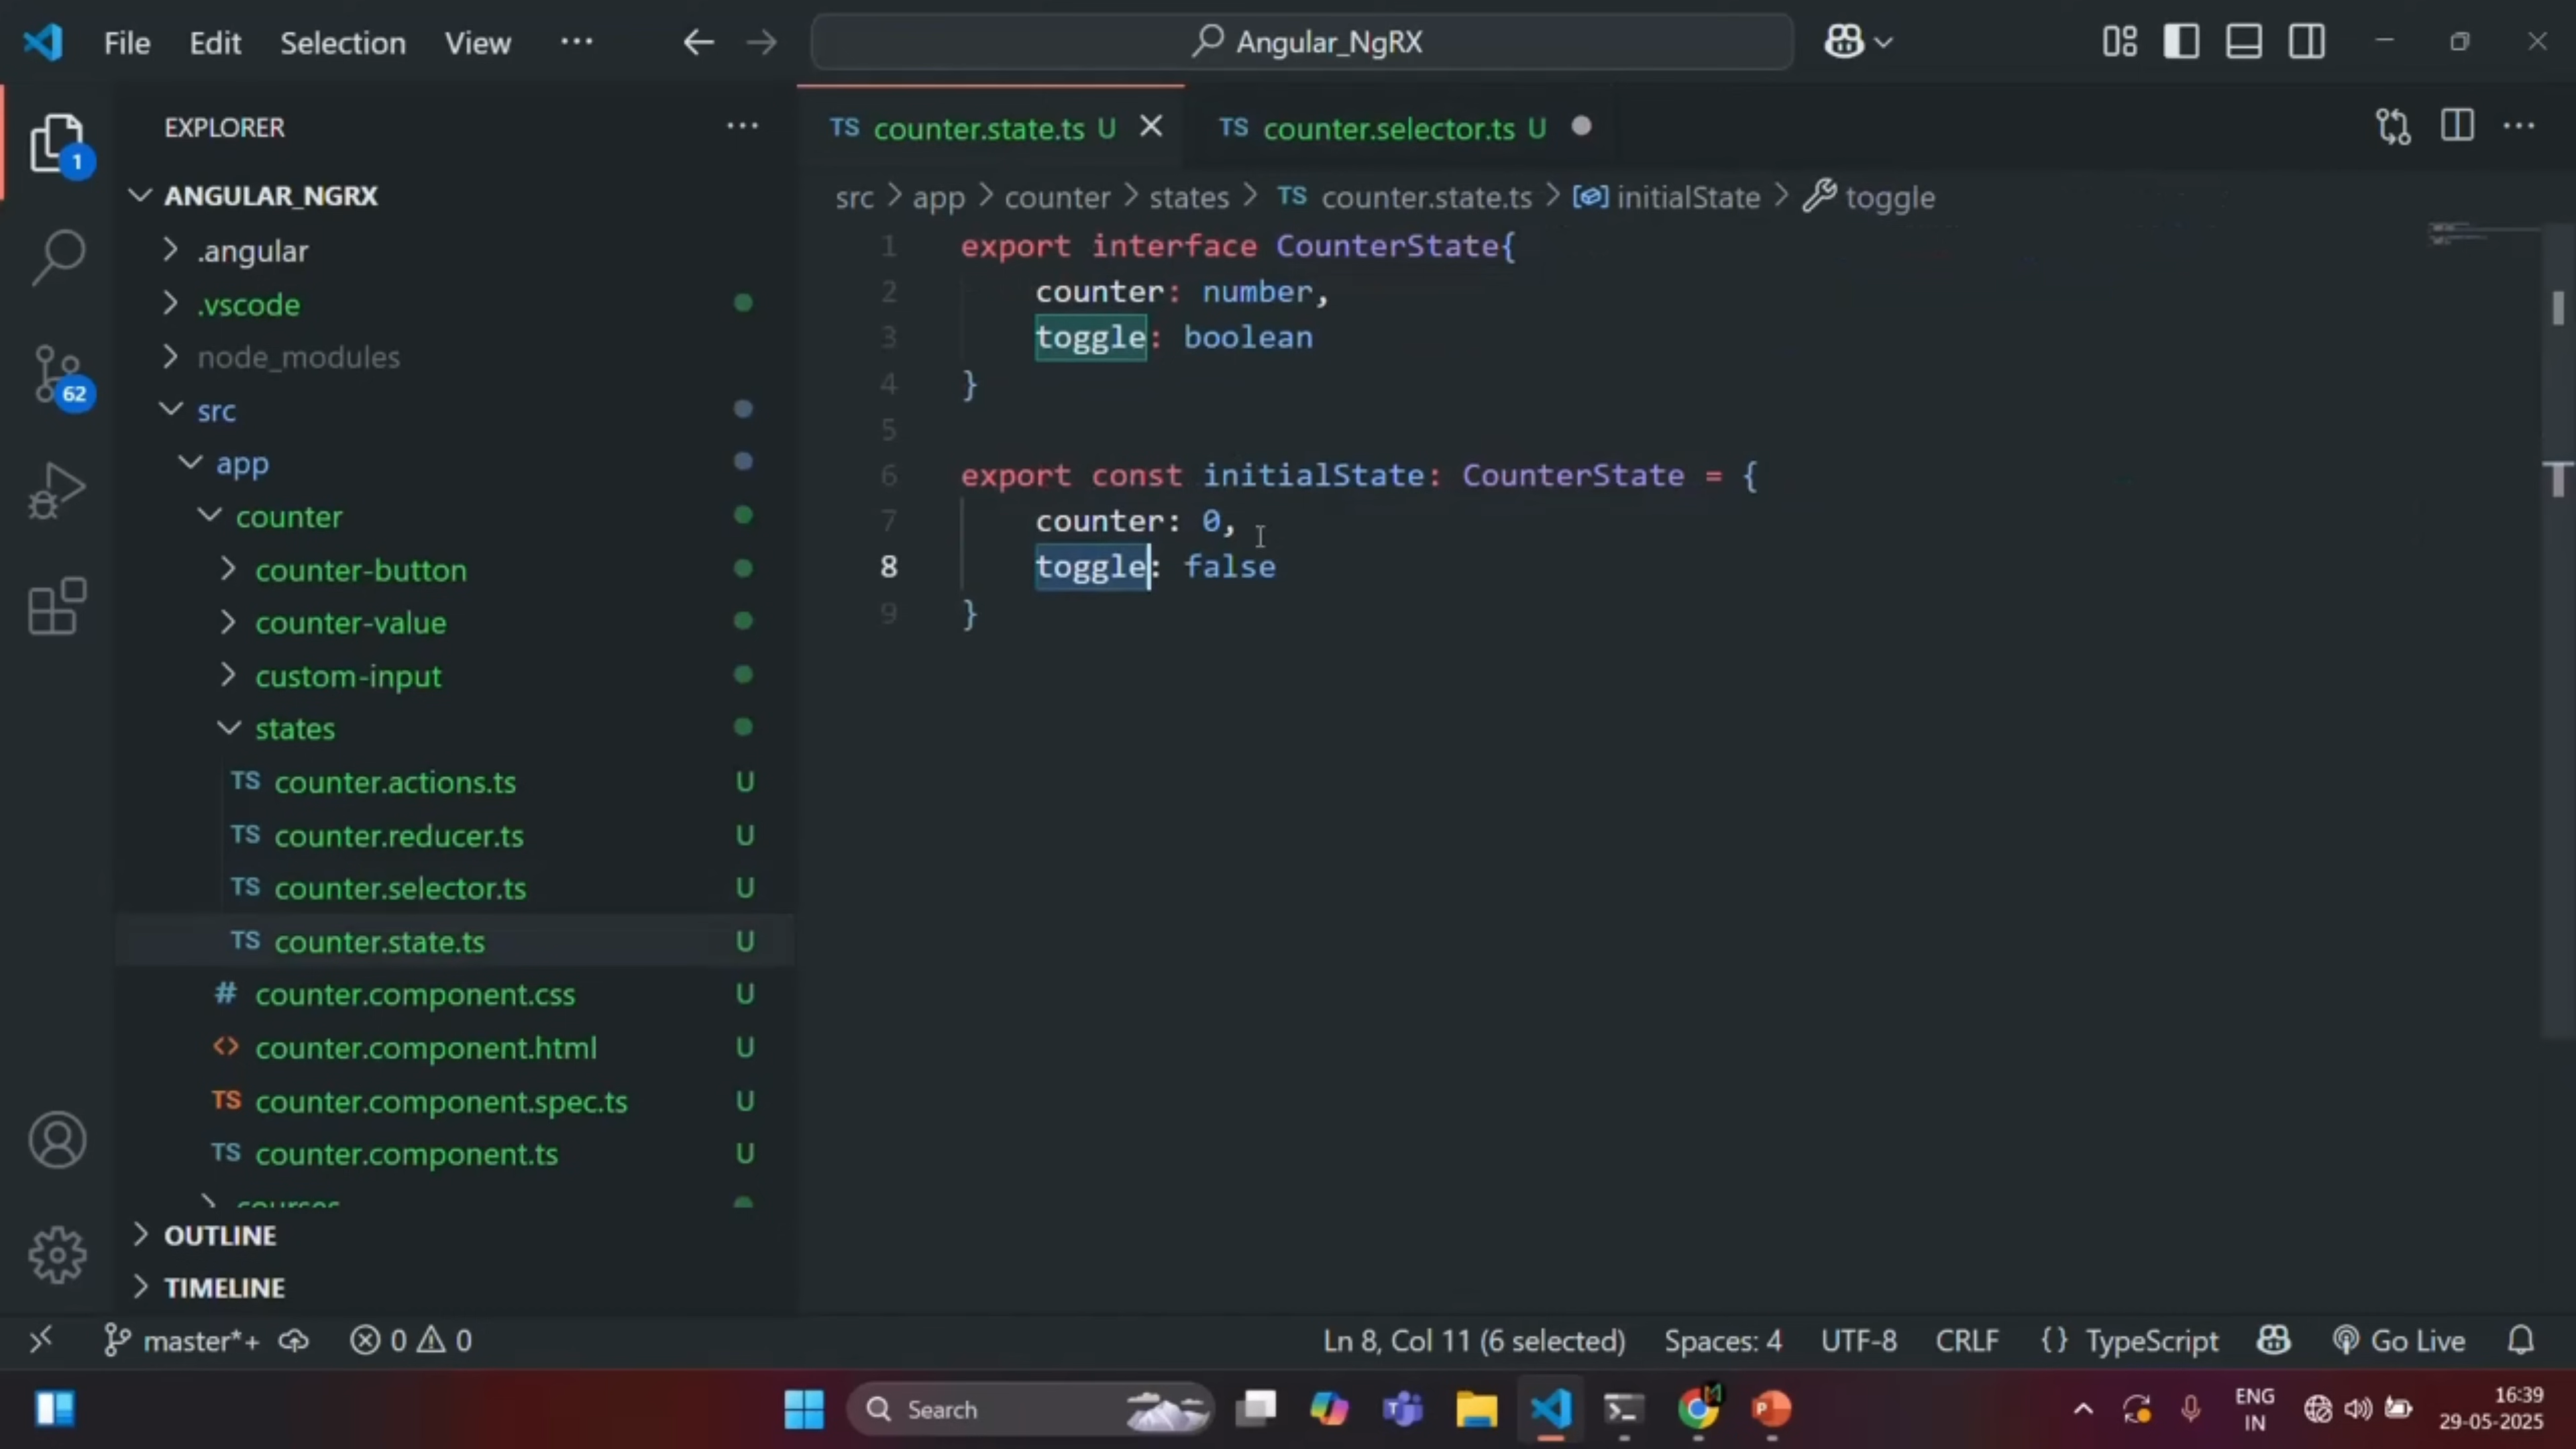 File Edit Selection View ... Angular_NgRX
EXPLORER
1
62
ANGULAR_NGRX
.angular
.vscode
node_modules
src
app
counter
counter-button
counter-value
custom-input
states
TS counter.actions.ts U
TS counter.reducer.ts U
TS counter.selector.ts U
TS counter.state.ts U
# counter.component.css U
<> counter.component.html U
TS counter.component.spec.ts U
TS counter.component.ts U
courses
OUTLINE
TIMELINE
TS counter.state.ts U TS counter.selector.ts U
src > app > counter > states > TS counter.state.ts > initialState > toggle
1 export interface CounterState{
2 counter: number,
3 toggle: boolean
4 }
5
6 export const initialState: CounterState = {
7 counter: 0,
8 toggle: false
9 }
master*+ 0 0 Ln 8, Col 11 (6 selected) Spaces: 4 UTF-8 CRLF {} TypeScript Go Live
Search
ENG
IN
16:39
29-05-2025